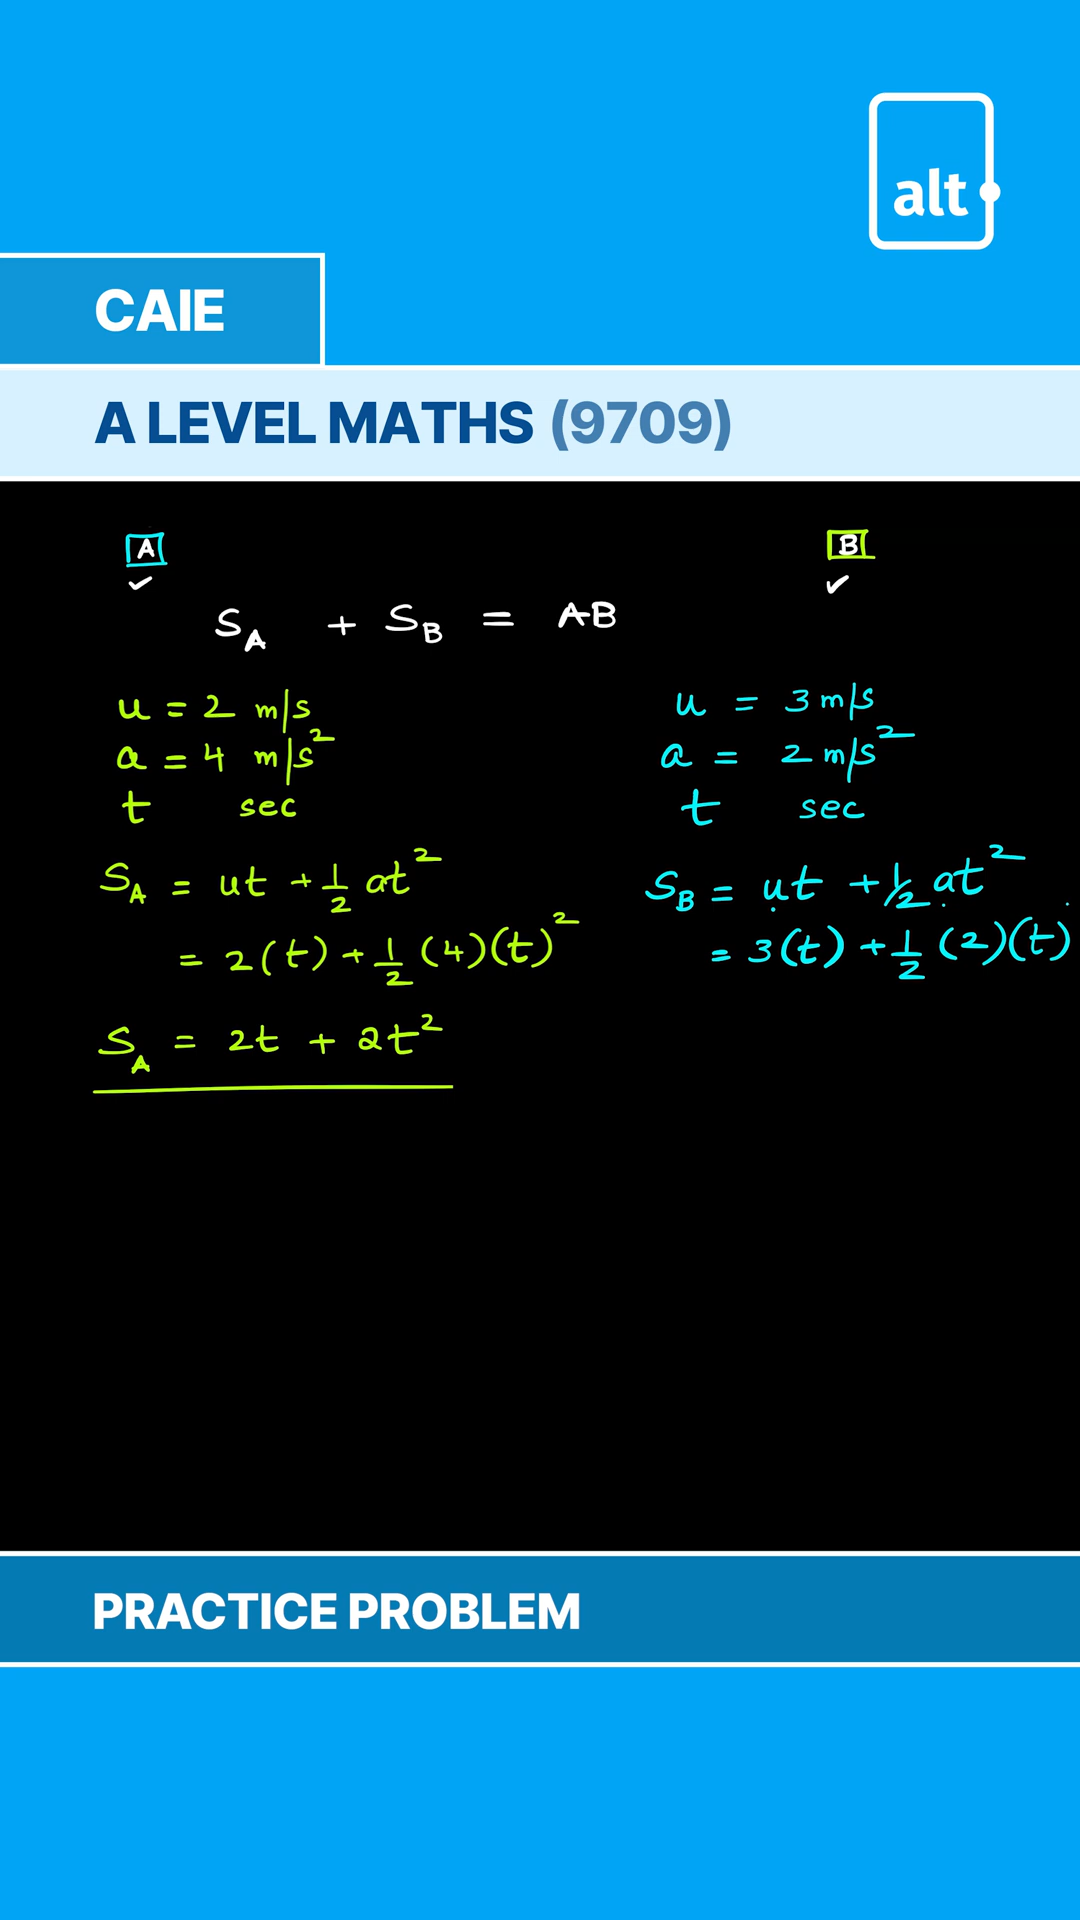 alt
CAIE
A LEVEL MATHS (9709)
A B
S_A + S_B = AB
u = 2 m/s
a = 4 m/s²
t sec
S_A = ut + 1/2 at²
= 2(t) + 1/2 (4)(t)²
S_A = 2t + 2t²
u = 3 m/s
a = 2 m/s²
t sec
S_B = ut + 1/2 at²
= 3(t) + 1/2 (2)(t)
PRACTICE PROBLEM